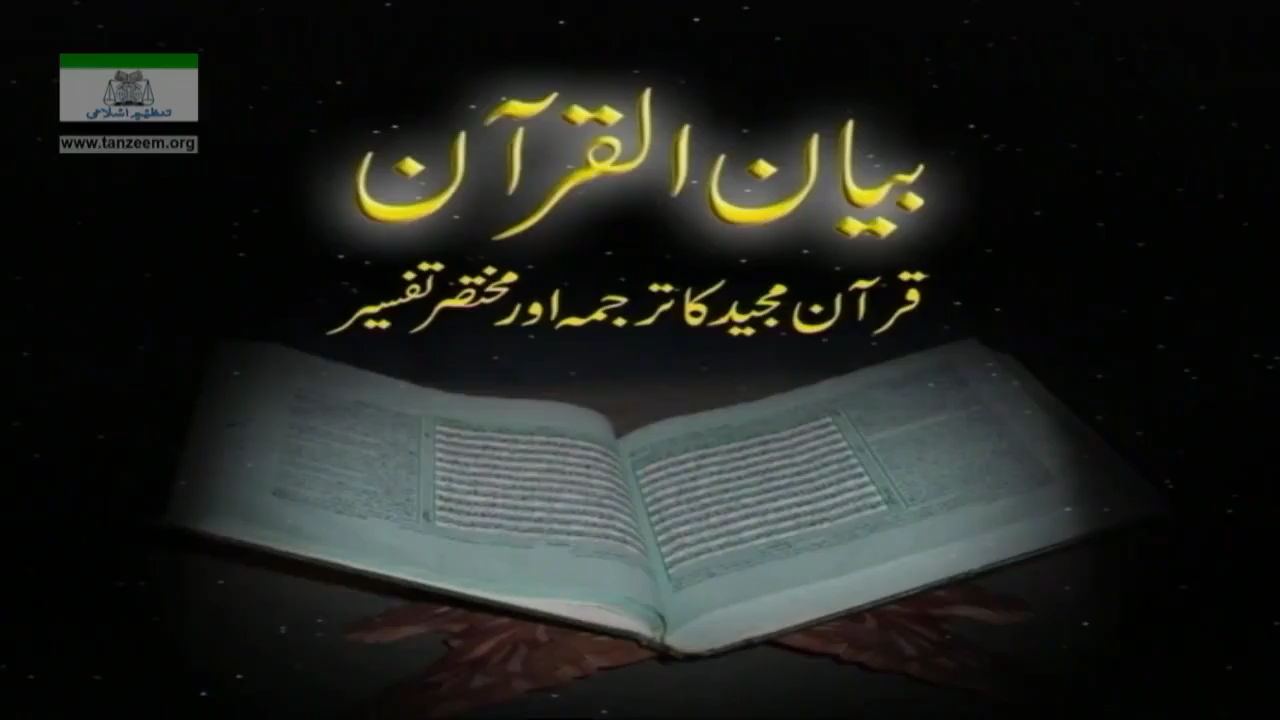 تنظیم اسلامی
www.tanzeem.org
بیان القرآن
قرآن مجید کا ترجمہ اور مختصر تفسیر